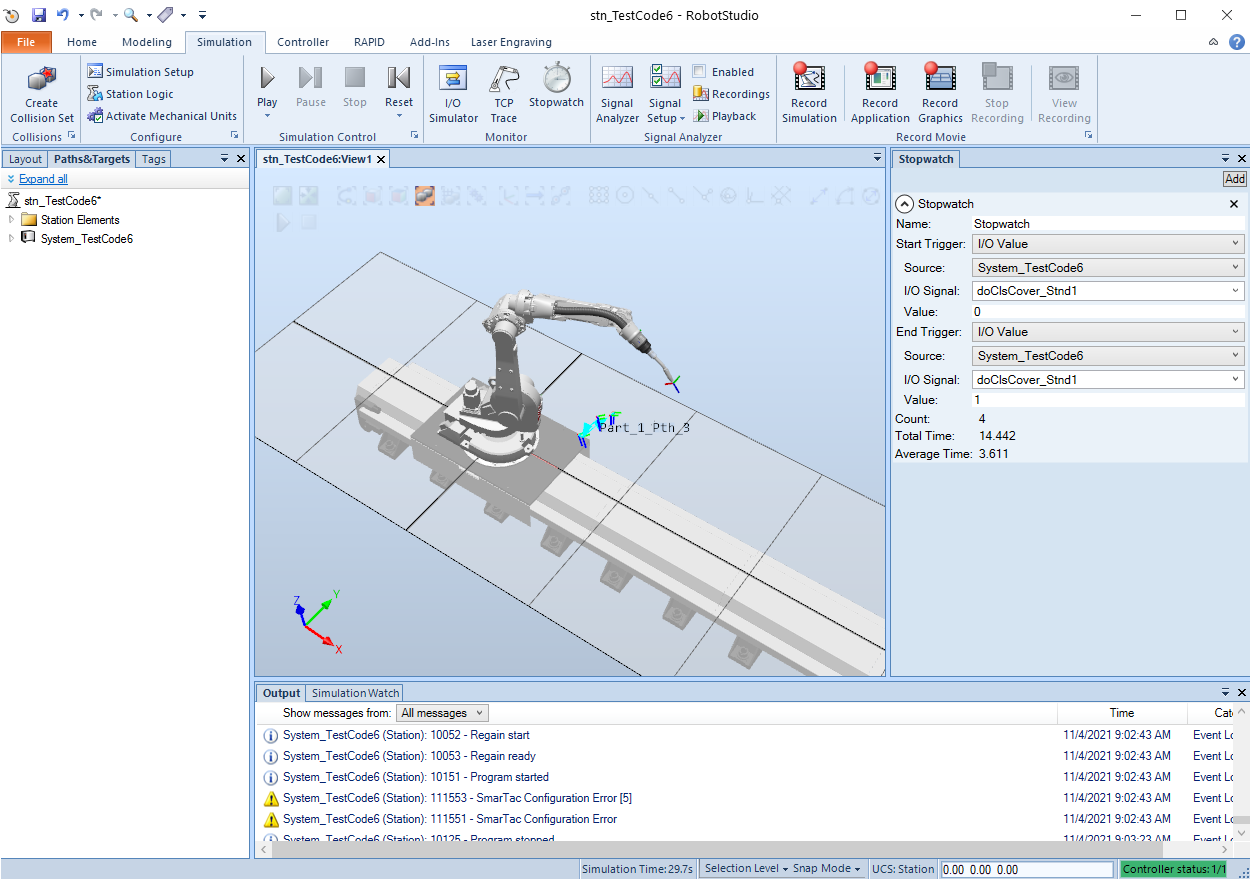 stn_TestCode6 - RobotStudio
File Home Modeling Simulation Controller RAPID Add-Ins Laser Engraving
Create Collision Set
Collisions
Simulation Setup
Station Logic
Activate Mechanical Units
Configure
Play Pause Stop Reset
Simulation Control
I/O Simulator TCP Trace Stopwatch
Monitor
Signal Analyzer Signal Setup
Enabled
Recordings
Playback
Signal Analyzer
Record Simulation Record Application Record Graphics Stop Recording View Recording
Record Movie
Layout Paths&Targets Tags
Expand all
stn_TestCode6*
Station Elements
System_TestCode6
stn_TestCode6:View1
Part_1_Pth_3
Z
Y
X
Stopwatch
Add
Stopwatch
Name: Stopwatch
Start Trigger: I/O Value
Source: System_TestCode6
I/O Signal: doClsCover_Stnd1
Value: 0
End Trigger: I/O Value
Source: System_TestCode6
I/O Signal: doClsCover_Stnd1
Value: 1
Count: 4
Total Time: 14.442
Average Time: 3.611
Output Simulation Watch
Show messages from: All messages Time Cat
System_TestCode6 (Station): 10052 - Regain start 11/4/2021 9:02:43 AM Event Lo
System_TestCode6 (Station): 10053 - Regain ready 11/4/2021 9:02:43 AM Event Lo
System_TestCode6 (Station): 10151 - Program started 11/4/2021 9:02:43 AM Event Lo
System_TestCode6 (Station): 111553 - SmarTac Configuration Error [5] 11/4/2021 9:02:43 AM Event Lo
System_TestCode6 (Station): 111551 - SmarTac Configuration Error 11/4/2021 9:02:43 AM Event Lo
System_TestCode6 (Station): 10125 - Program stopped 11/4/2021 9:03:23 AM Event Lo
Simulation Time: 29.7s Selection Level Snap Mode UCS: Station 0.00 0.00 0.00 Controller status: 1/1